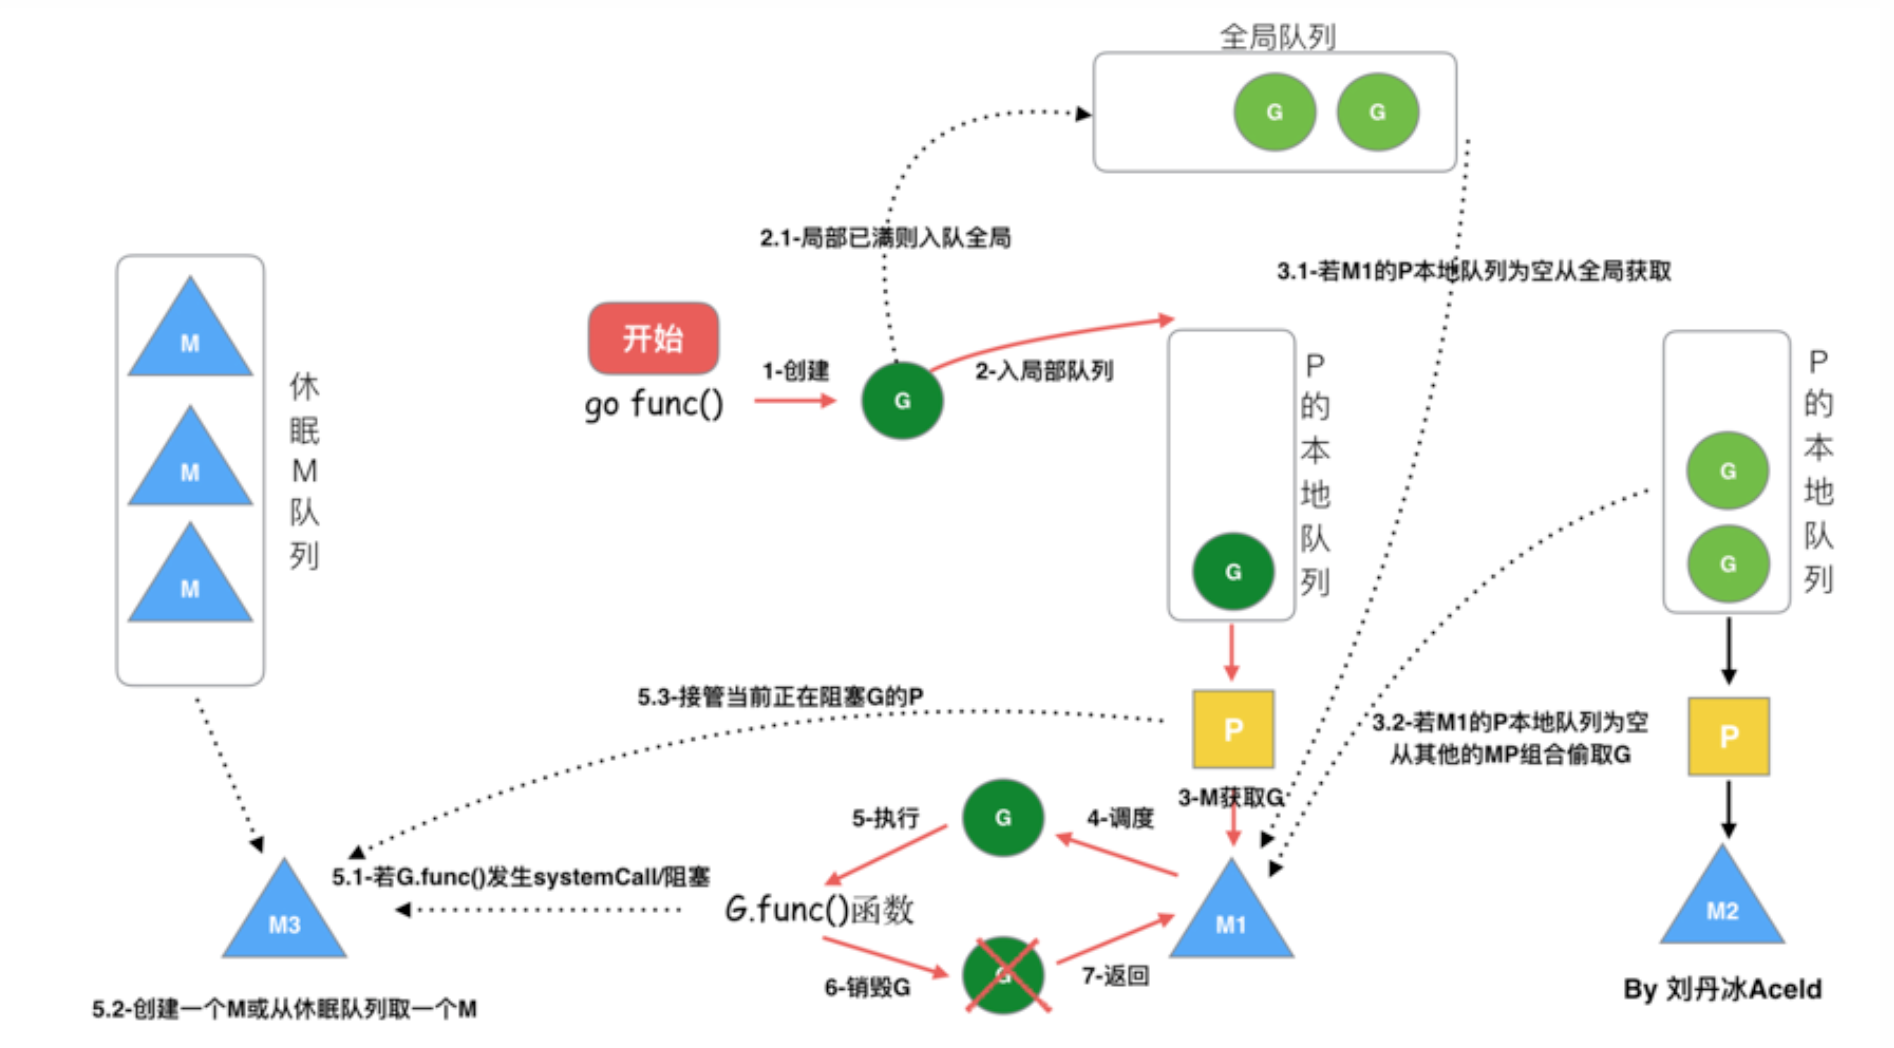 全局队列
G
G
2.1-局部已满则入队全局
3.1-若M1的P本地队列为空从全局获取
M
M
M
休眠M队列
开始
go func()
1-创建
G
2-入局部队列
G
P的本地队列
G
G
P的本地队列
5.3-接管当前正在阻塞G的P
P
3.2-若M1的P本地队列为空
从其他的MP组合偷取G
P
3-M获取G
5-执行
G
4-调度
5.1-若G.func()发生systemCall/阻塞
G.func()函数
M3
M1
M2
6-销毁G
G
7-返回
5.2-创建一个M或从休眠队列取一个M
By 刘丹冰Aceld